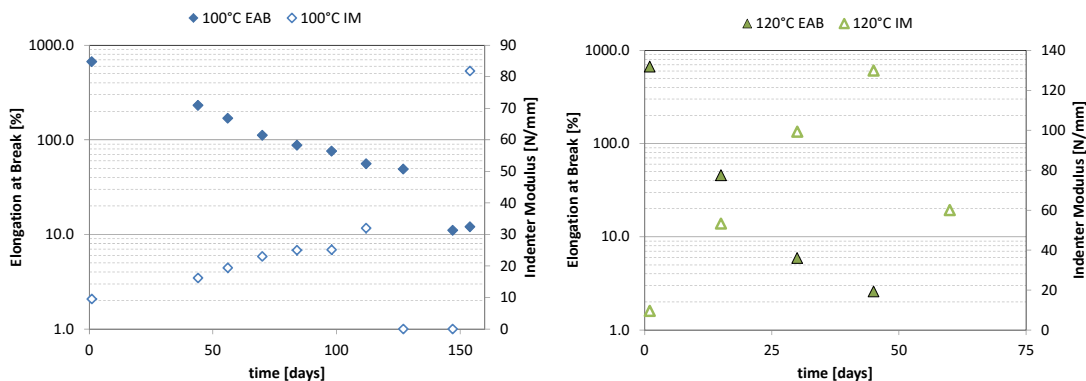 100°C EAB 100°C IM
Elongation at Break [%]
1000.0
100.0
10.0
1.0
90
80
70
60
50
40
30
20
10
0
Indenter Modulus [N/mm]
0 50 100 150
time [days]
120°C EAB 120°C IM
Elongation at Break [%]
1000.0
100.0
10.0
1.0
140
120
100
80
60
40
20
0
Indenter Modulus [N/mm]
0 25 50 75
time [days]